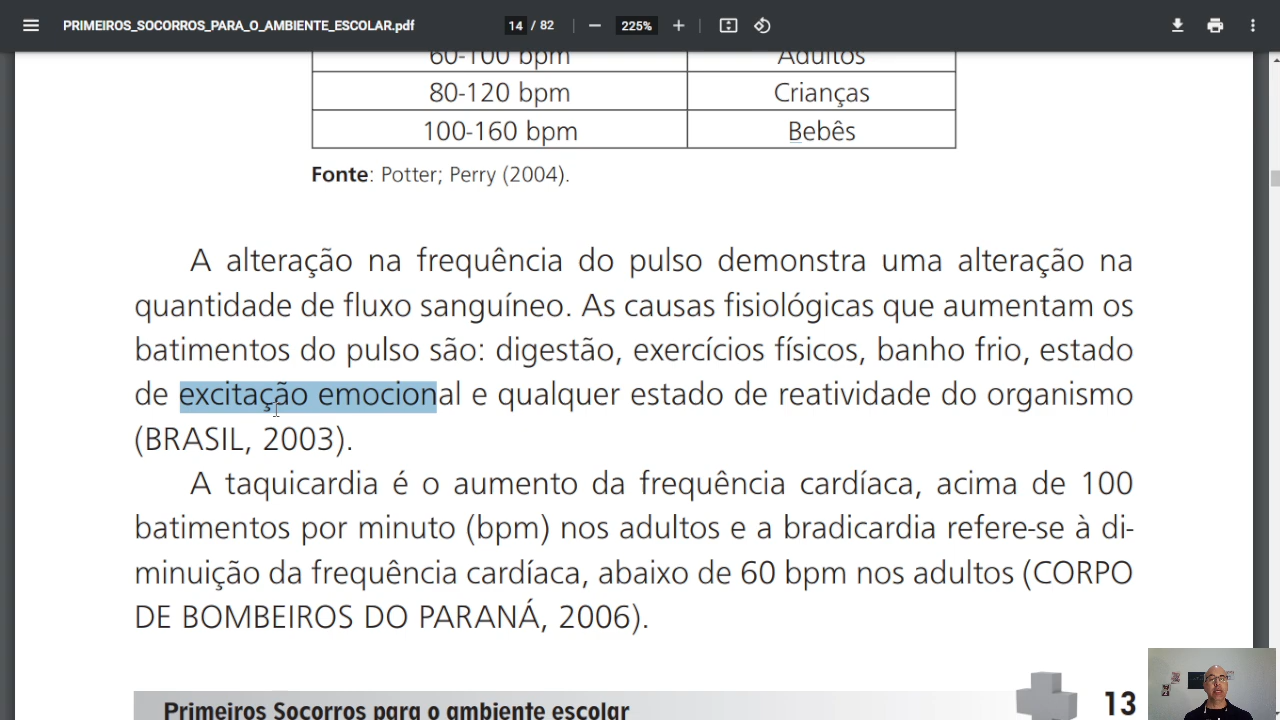 PRIMEIROS_SOCORROS_PARA_O_AMBIENTE_ESCOLAR.pdf
14 / 82
225%
60-100 bpm Adultos
80-120 bpm Crianças
100-160 bpm Bebês
Fonte: Potter; Perry (2004).
A alteração na frequência do pulso demonstra uma alteração na
quantidade de fluxo sanguíneo. As causas fisiológicas que aumentam os
batimentos do pulso são: digestão, exercícios físicos, banho frio, estado
de excitação emocional e qualquer estado de reatividade do organismo
(BRASIL, 2003).
A taquicardia é o aumento da frequência cardíaca, acima de 100
batimentos por minuto (bpm) nos adultos e a bradicardia refere-se à di-
minuição da frequência cardíaca, abaixo de 60 bpm nos adultos (CORPO
DE BOMBEIROS DO PARANÁ, 2006).
Primeiros Socorros para o ambiente escolar
13